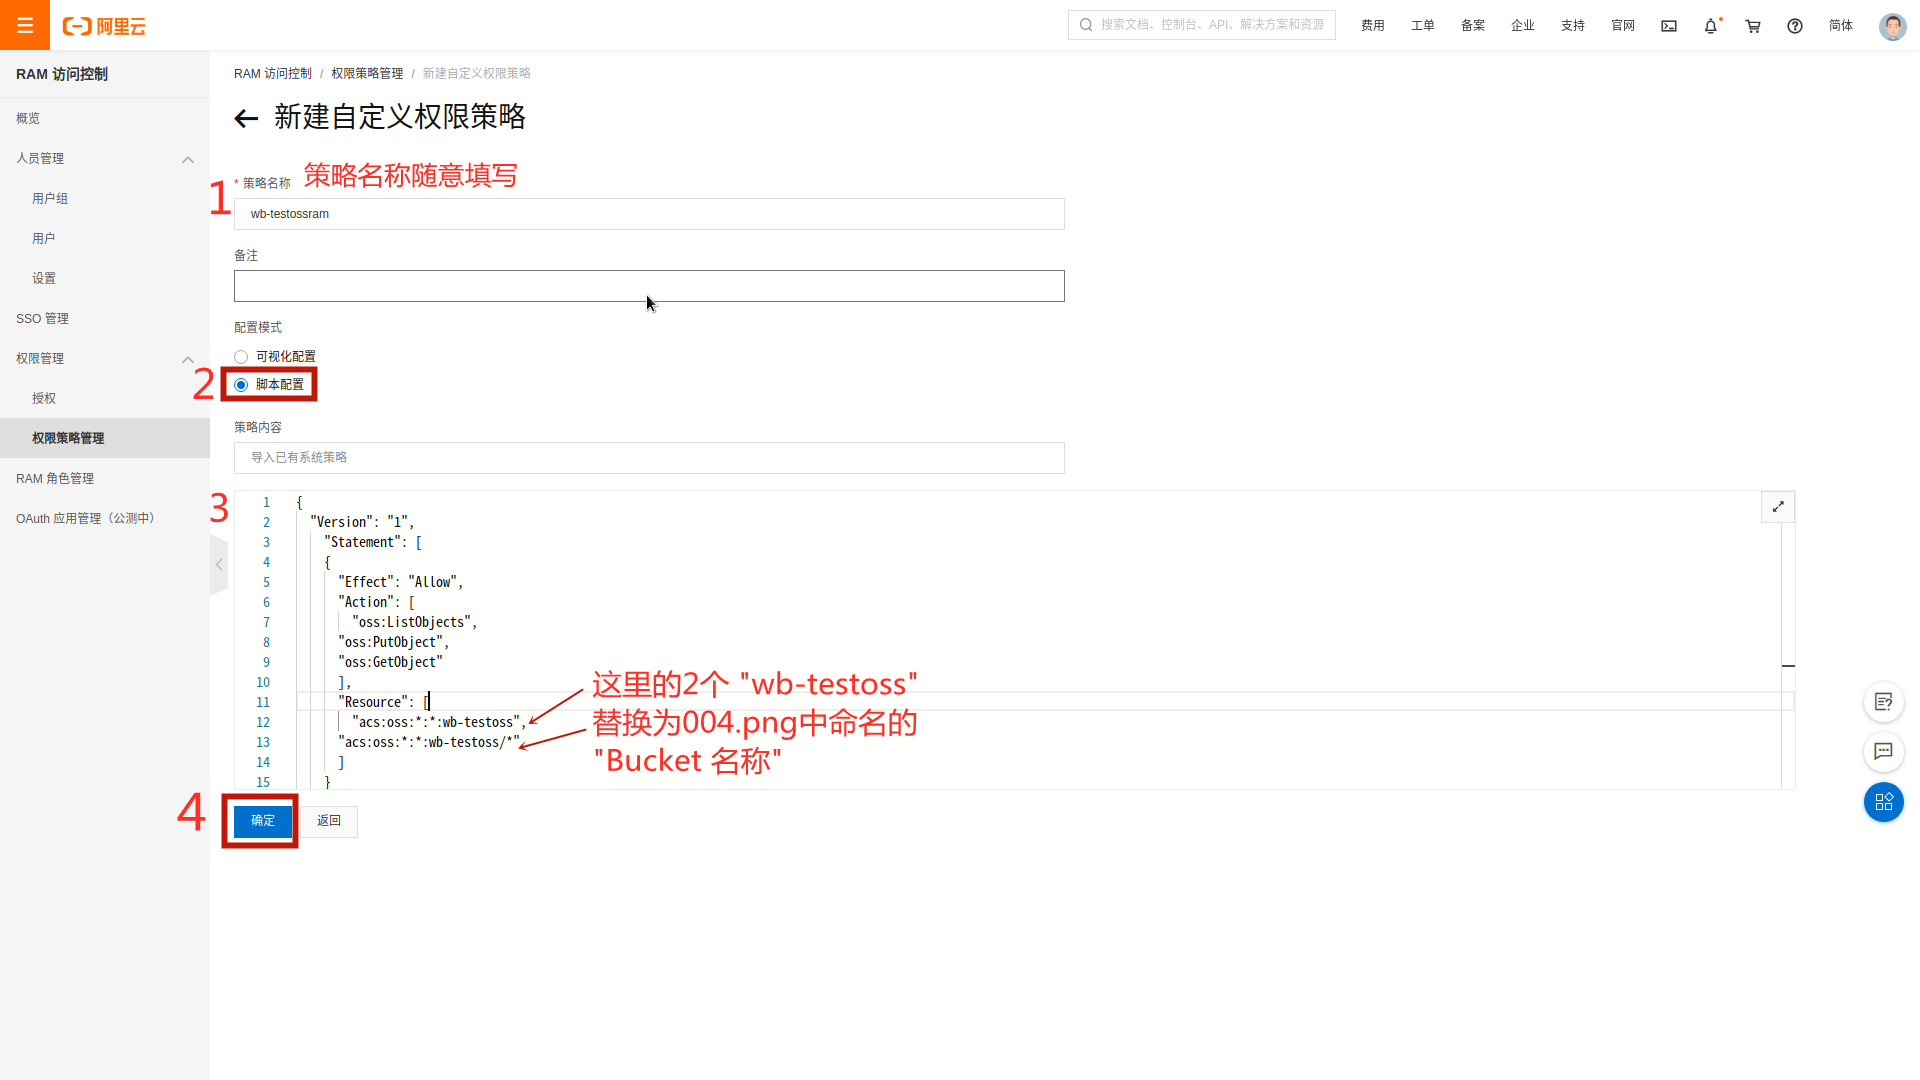 阿里云
搜索文档、控制台、API、解决方案和资源
费用
工单
备案
企业
支持
官网
简体
RAM 访问控制
概览
人员管理
用户组
用户
设置
SSO 管理
权限管理
授权
权限策略管理
RAM 角色管理
OAuth 应用管理（公测中）
RAM 访问控制 / 权限策略管理 / 新建自定义权限策略
新建自定义权限策略
1
* 策略名称
策略名称随意填写
wb-testossram
备注
配置模式
可视化配置
2
脚本配置
策略内容
导入已有系统策略
3
1 {
2 "Version": "1",
3 "Statement": [
4 {
5 "Effect": "Allow",
6 "Action": [
7 "oss:ListObjects",
8 "oss:PutObject",
9 "oss:GetObject"
10 ],
11 "Resource": [
12 "acs:oss:*:*:wb-testoss",
13 "acs:oss:*:*:wb-testoss/*"
14 ]
15 }
这里的2个 "wb-testoss"
替换为004.png中命名的
"Bucket 名称"
4
确定
返回